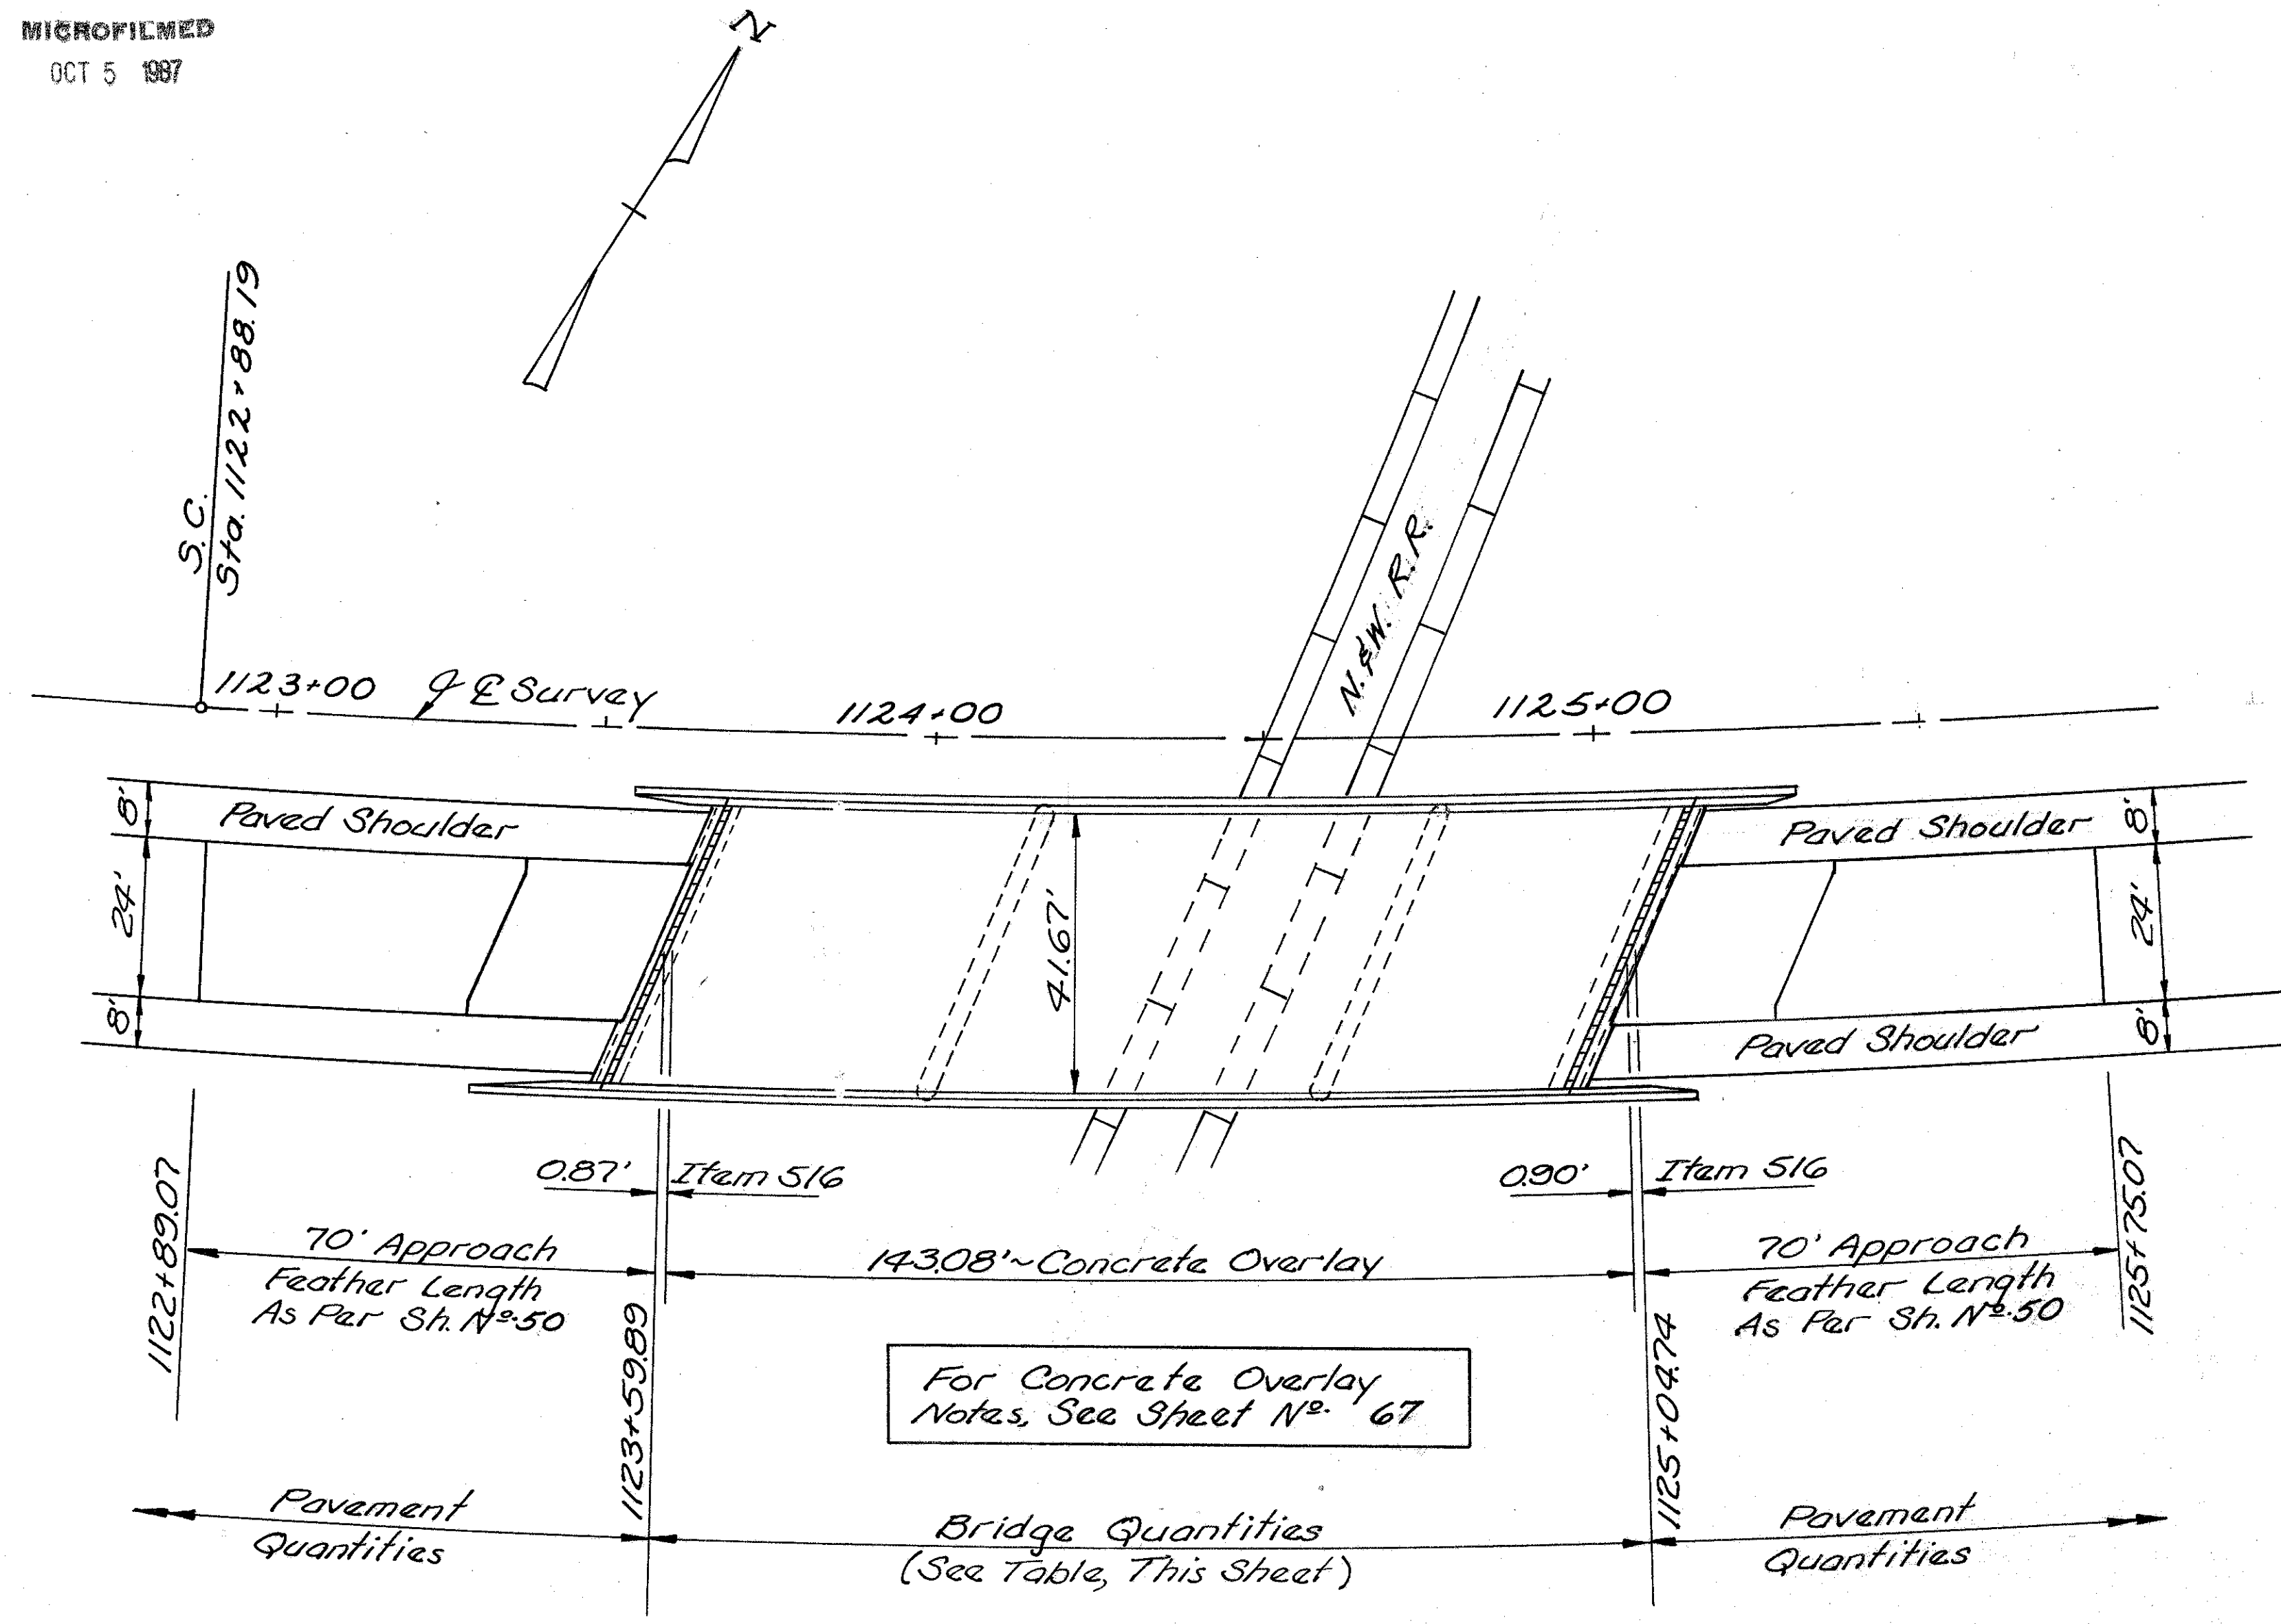 MICROFILMED
OCT 5 1987
N
S.C.
Sta. 1122+88.19
1123+00
℄ Survey
1124+00
1125+00
N.&W. R.R.
8'
Paved Shoulder
24'
8'
41.67'
Paved Shoulder
8'
24'
Paved Shoulder
8'
0.87'
Item 516
0.90'
Item 516
1122+89.07
70' Approach
Feather Length
As Per Sh. Nº 50
1123+59.89
143.08'~Concrete Overlay
1125+04.74
70' Approach
Feather Length
As Per Sh. Nº 50
1125+75.07
For Concrete Overlay
Notes, See Sheet Nº. 67
Pavement
Quantities
Bridge Quantities
(See Table, This Sheet)
Pavement
Quantities